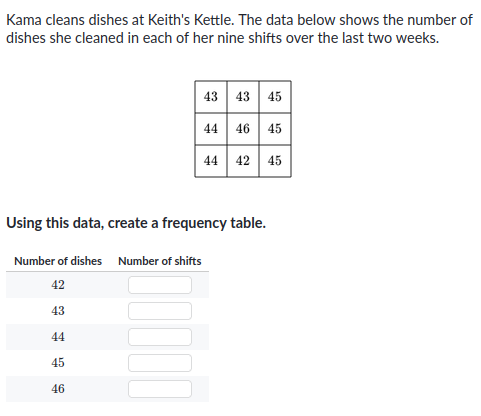 Kama cleans dishes at Keith's Kettle. The data below shows the number of
dishes she cleaned in each of her nine shifts over the last two weeks.
43 43 45
44 46 45
44 42 45
Using this data, create a frequency table.
Number of dishes Number of shifts
42
43
44
45
46